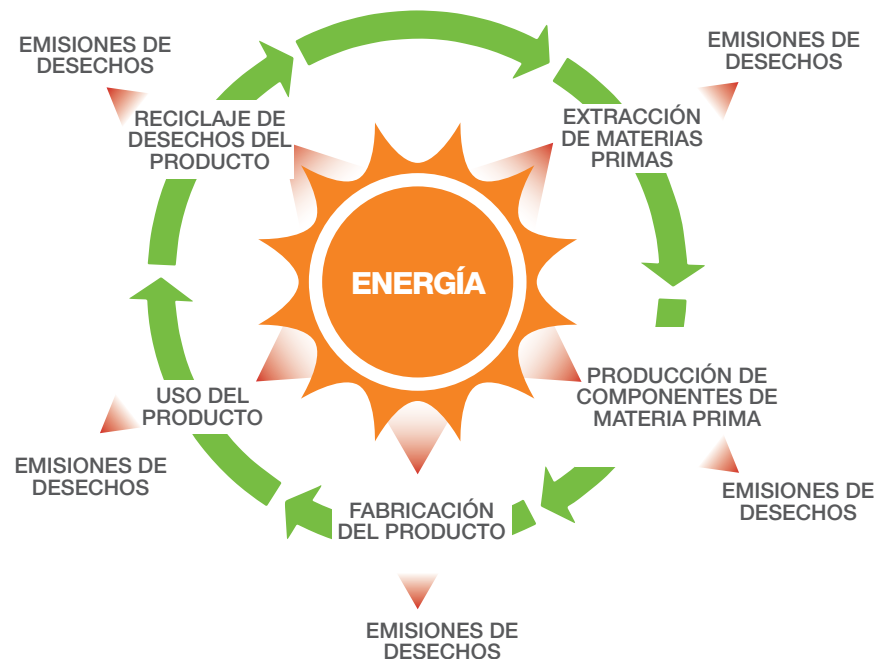 EMISIONES DE
DESECHOS
EMISIONES DE
DESECHOS
RECICLAJE DE
DESECHOS DEL
PRODUCTO
EXTRACCIÓN
DE MATERIAS
PRIMAS
ENERGÍA
USO DEL
PRODUCTO
PRODUCCIÓN DE
COMPONENTES DE
MATERIA PRIMA
EMISIONES DE
DESECHOS
EMISIONES DE
DESECHOS
FABRICACIÓN
DEL PRODUCTO
EMISIONES DE
DESECHOS